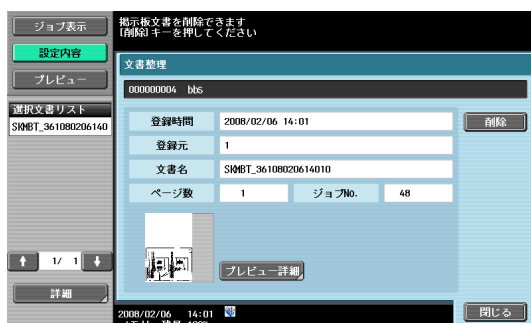 ジョブ表示
設定内容
プレビュー
選択文書リスト
SKMBT_361080206140
1/ 1
詳細
掲示板文書を削除できます
[削除]キーを押してください
文書整理
000000004 bbs
登録時間 2008/02/06 14:01
登録元 1
文書名 SKMBT_36108020614010
ページ数 1 ジョブNo. 48
プレビュー詳細
削除
閉じる
2008/02/06 14:01